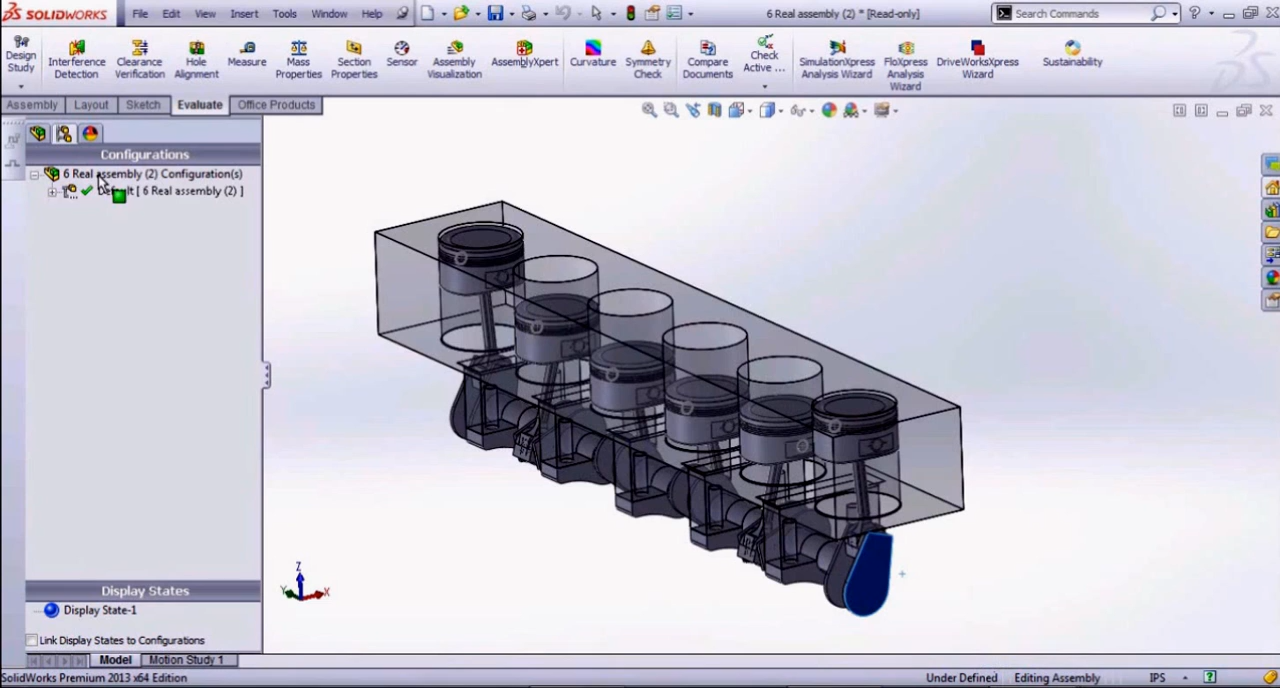 SOLIDWORKS File Edit View Insert Tools Window Help 6 Real assembly (2) * [Read-only] Search Commands ?
Design Study
Interference Detection
Clearance Verification
Hole Alignment
Measure
Mass Properties
Section Properties
Sensor
Assembly Visualization
AssemblyXpert
Curvature
Symmetry Check
Compare Documents
Check Active ...
SimulationXpress Analysis Wizard
FloXpress Analysis Wizard
DriveWorksXpress Wizard
Sustainability
Assembly Layout Sketch Evaluate Office Products
Configurations
6 Real assembly (2) Configuration(s)
Default [ 6 Real assembly (2) ]
Z
Y X
Display States
Display State-1
Link Display States to Configurations
Model Motion Study 1
SolidWorks Premium 2013 x64 Edition Under Defined Editing Assembly IPS ?